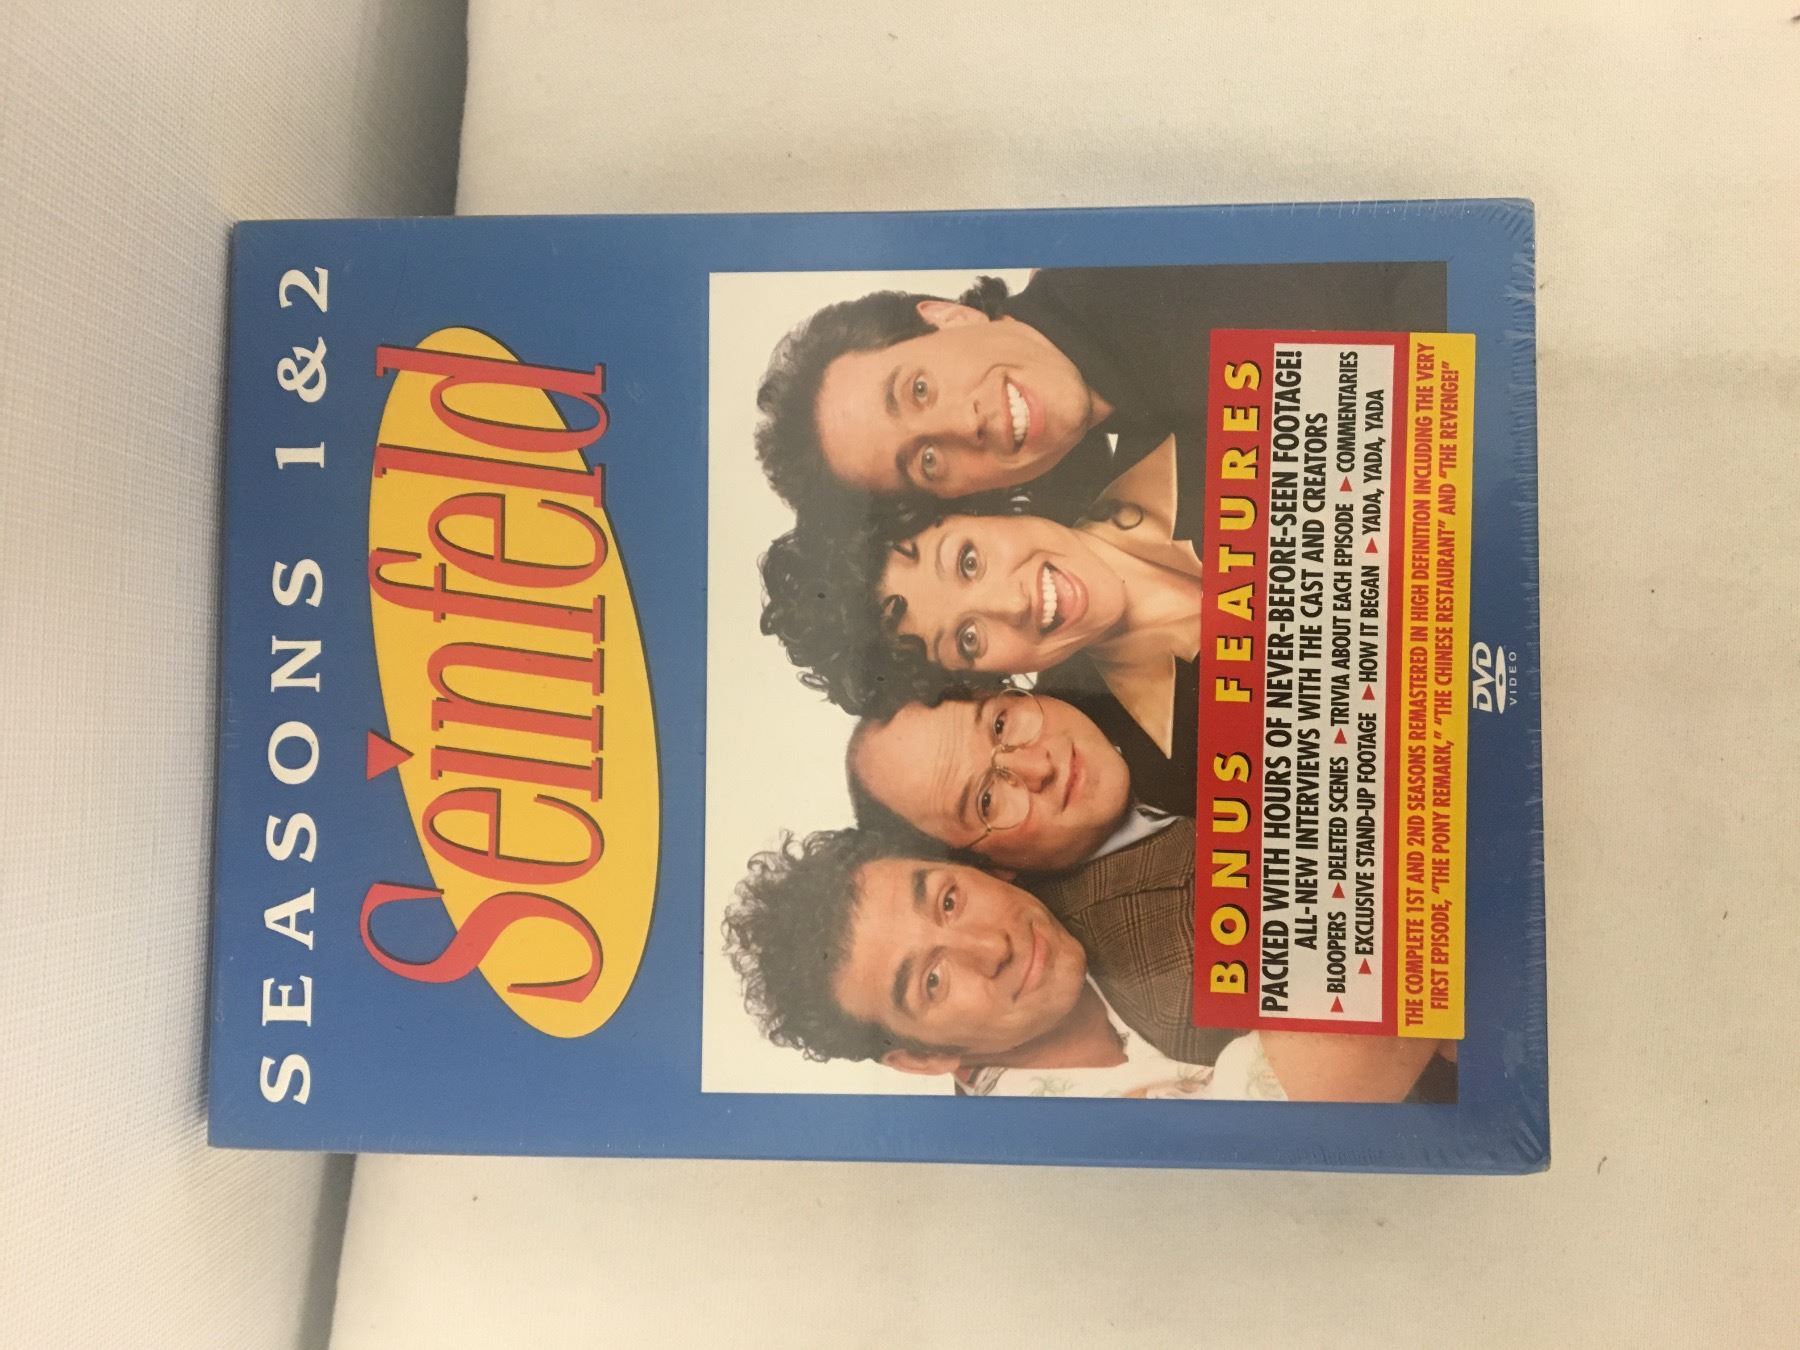 SEASONS 1 & 2
Seinfeld
BONUS FEATURES
PACKED WITH HOURS OF NEVER-BEFORE-SEEN FOOTAGE!
ALL-NEW INTERVIEWS WITH THE CAST AND CREATORS
▶ BLOOPERS ▶ DELETED SCENES ▶ TRIVIA ABOUT EACH EPISODE ▶ COMMENTARIES
▶ EXCLUSIVE STAND-UP FOOTAGE ▶ HOW IT BEGAN ▶ YADA, YADA, YADA
THE COMPLETE 1ST AND 2ND SEASONS REMASTERED IN HIGH DEFINITION INCLUDING THE VERY
FIRST EPISODE, "THE PONY REMARK," "THE CHINESE RESTAURANT" AND "THE REVENGE!"
DVD
VIDEO